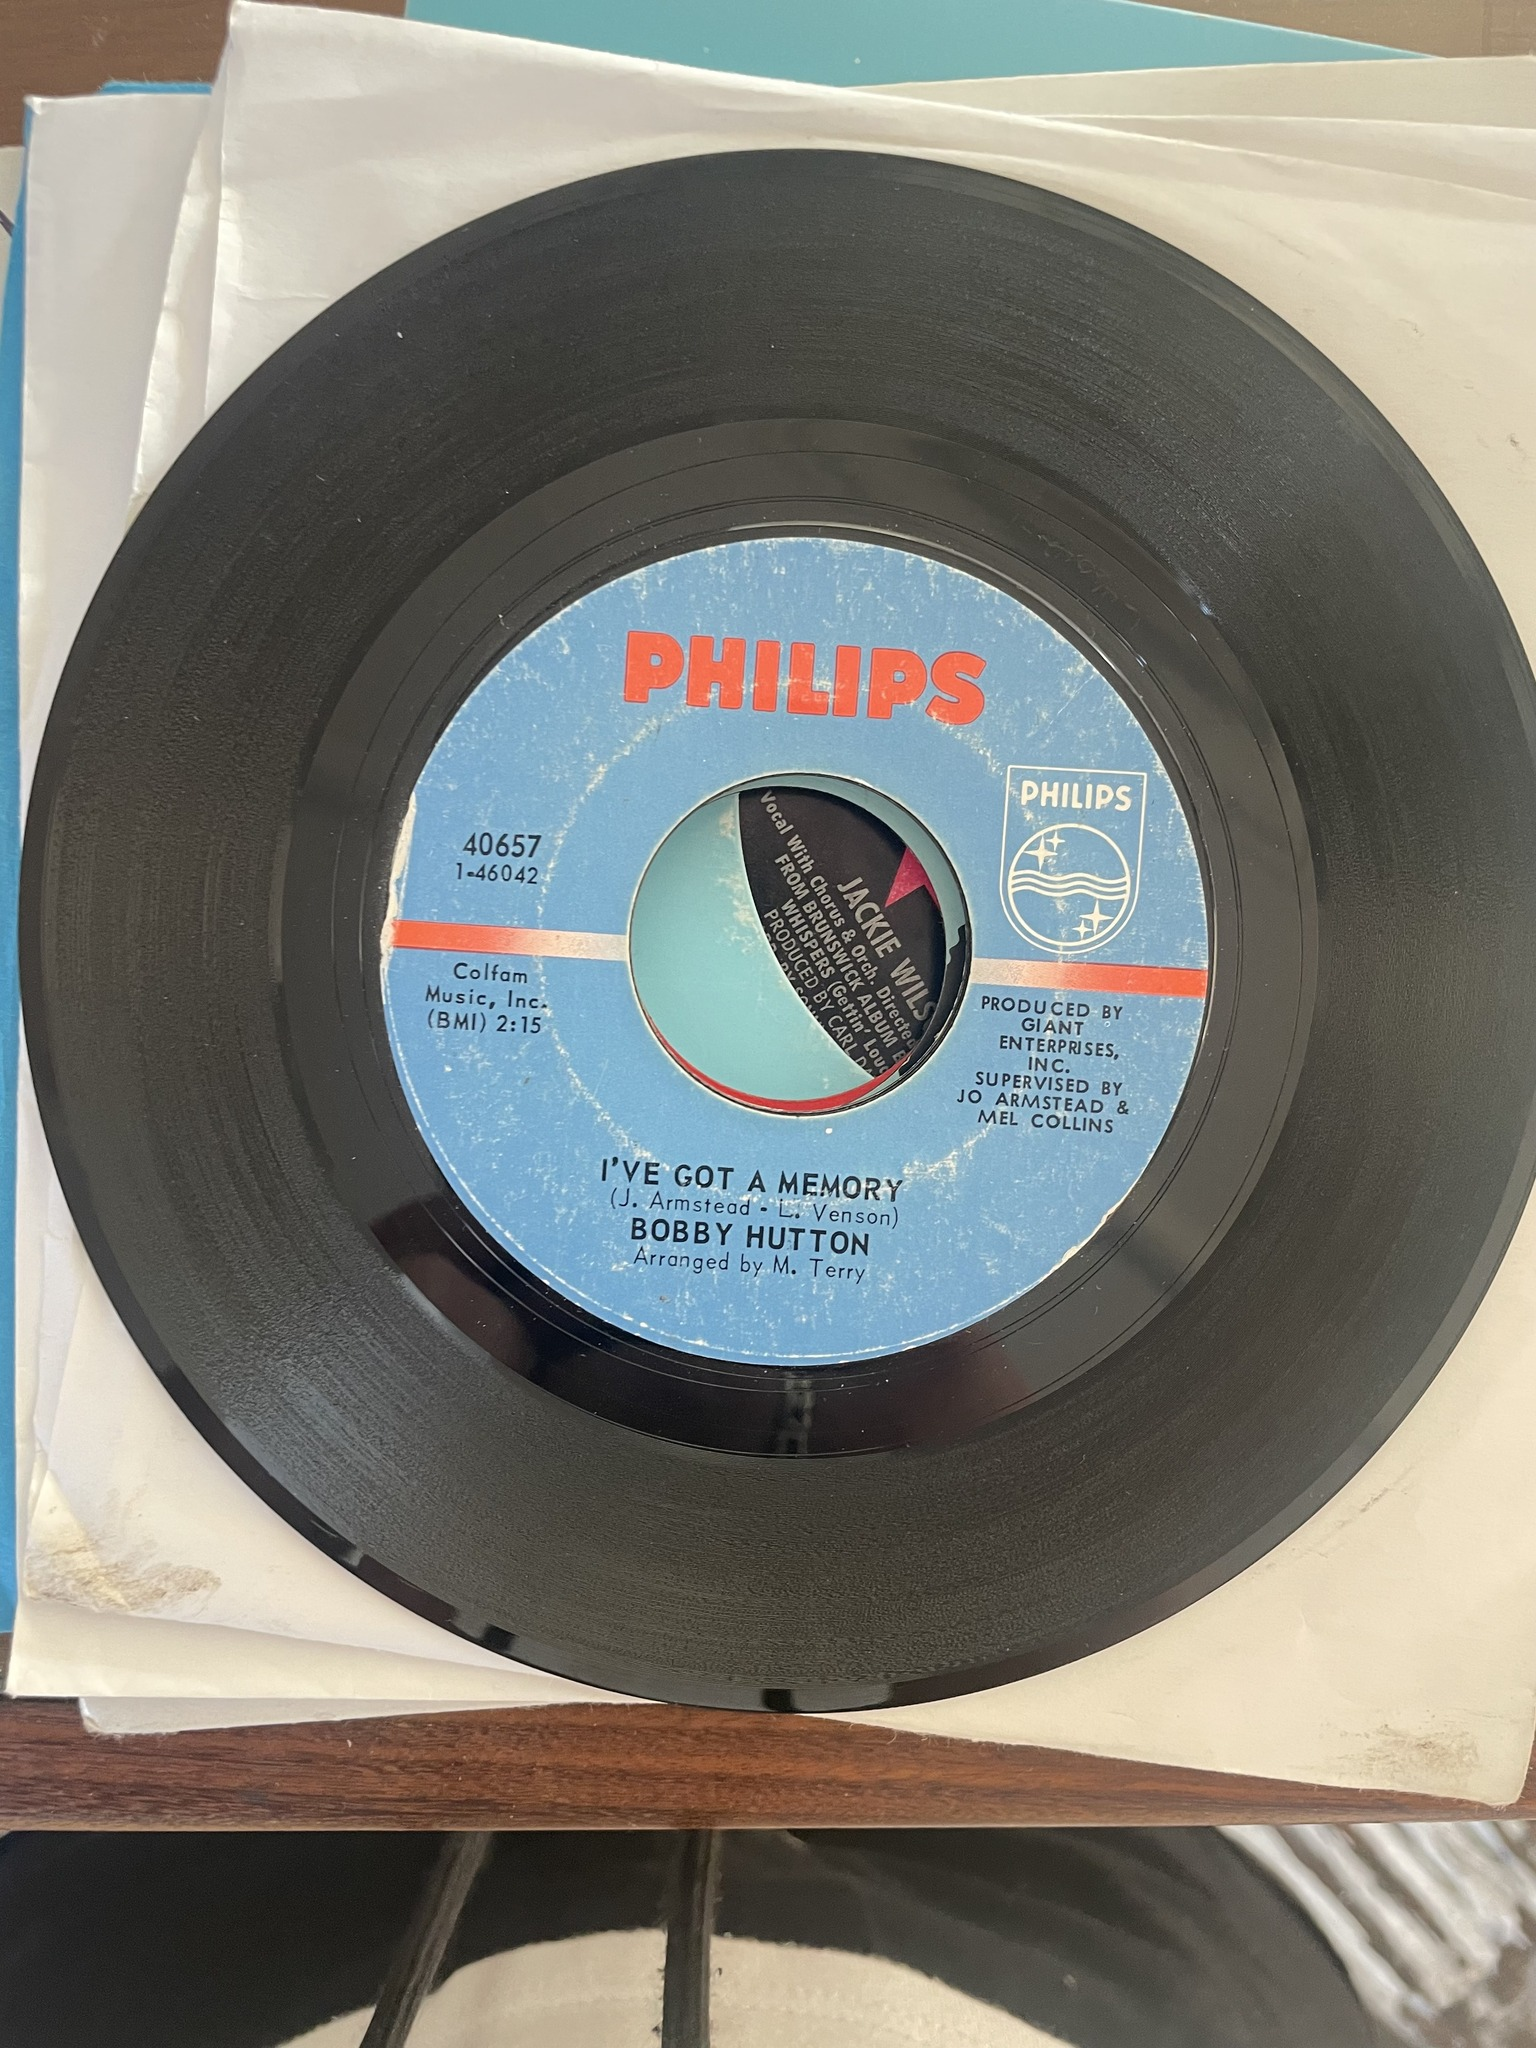 PHILIPS
PHILIPS
40657
1-46042
Colfam
Music, Inc.
(BMI) 2:15
PRODUCED BY
GIANT
ENTERPRISES,
INC.
SUPERVISED BY
JO ARMSTEAD &
MEL COLLINS
I'VE GOT A MEMORY
(J. Armstead - L. Venson)
BOBBY HUTTON
Arranged by M. Terry
JACKIE WILS
Vocal With Chorus & Orch. Directed
FROM BRUNSWICK ALBUM
WHISPERS (Gettin' Loud
PRODUCED BY CARL DA